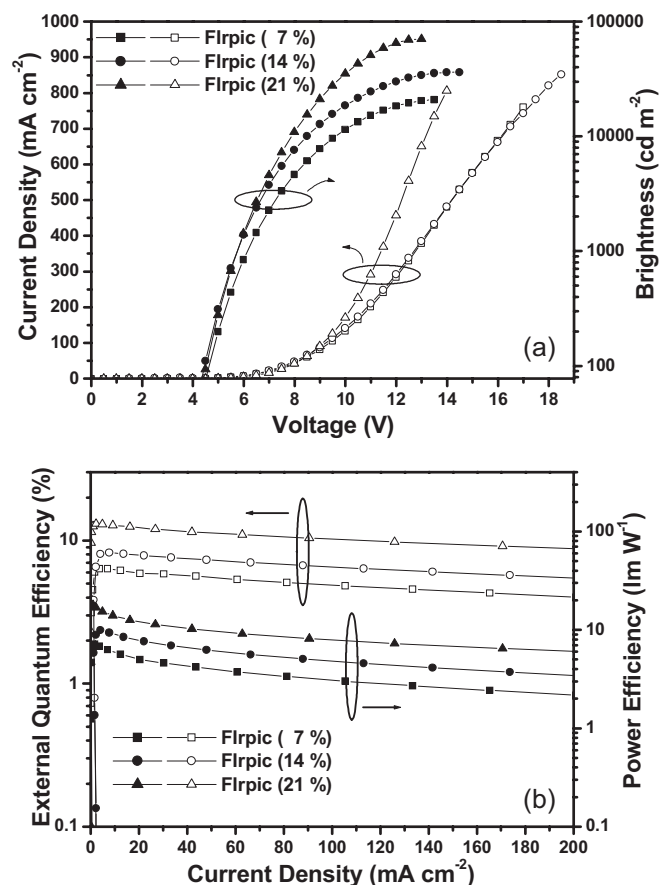 1000
900
800
700
600
500
400
300
200
100
0
Current Density (mA cm-2)
FIrpic ( 7 %)
FIrpic (14 %)
FIrpic (21 %)
100000
10000
1000
100
Brightness (cd m-2)
(a)
0 2 4 6 8 10 12 14 16 18
Voltage (V)
10
1
0.1
External Quantum Efficiency (%)
FIrpic ( 7 %)
FIrpic (14 %)
FIrpic (21 %)
100
10
1
0.1
Power Efficiency (lm W-1)
(b)
0 20 40 60 80 100 120 140 160 180 200
Current Density (mA cm-2)